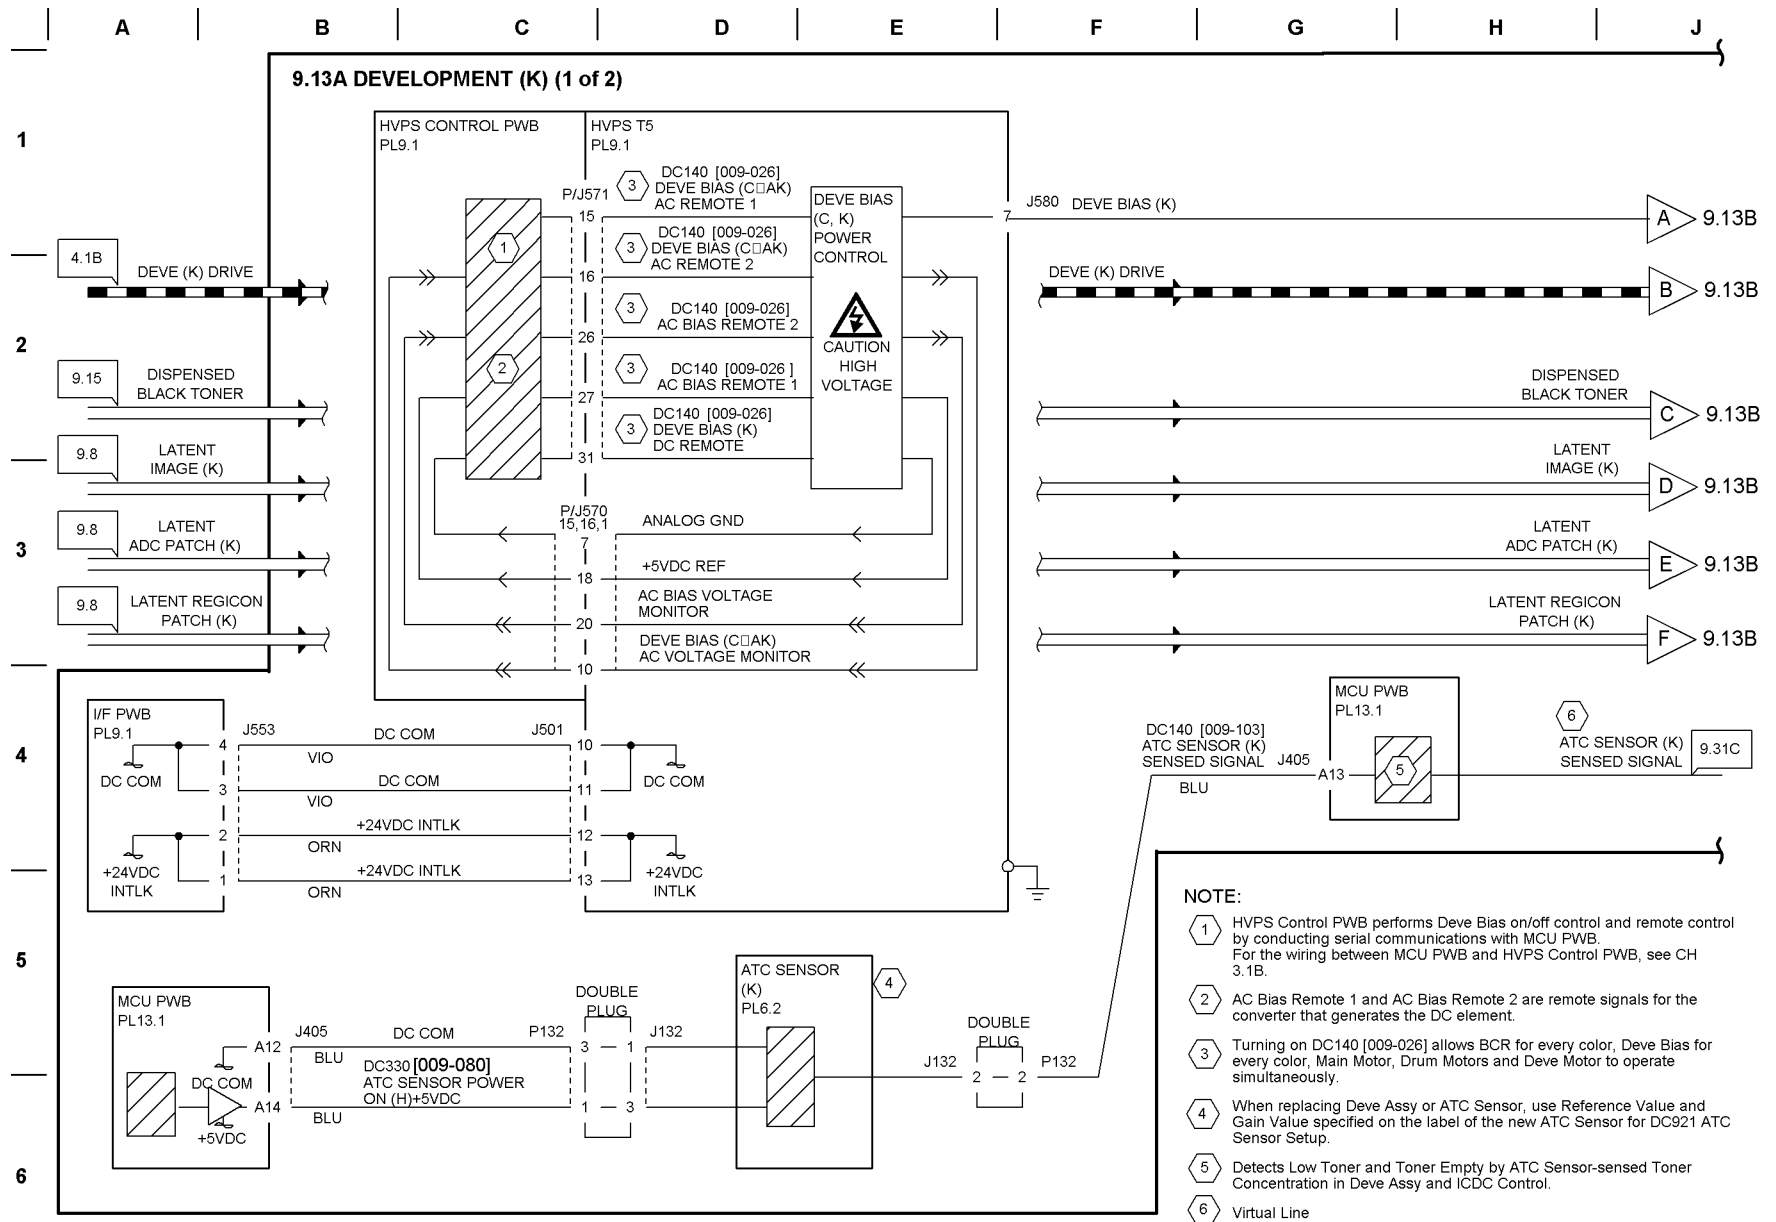 A B C D E F G H J
9.13A DEVELOPMENT (K) (1 of 2)
1
HVPS CONTROL PWB
PL9.1
HVPS T5
PL9.1
P/J571
3
DC140 [009-026]
DEVE BIAS (C□AK)
AC REMOTE 1
15
1
3
DC140 [009-026]
DEVE BIAS (C□AK)
AC REMOTE 2
16
DEVE BIAS
(C, K)
POWER
CONTROL
7
J580
DEVE BIAS (K)
A
9.13B
4.1B
DEVE (K) DRIVE
DEVE (K) DRIVE
B
9.13B
2
3
DC140 [009-026]
AC BIAS REMOTE 2
26
CAUTION
HIGH
VOLTAGE
2
3
DC140 [009-026 ]
AC BIAS REMOTE 1
27
9.15
DISPENSED
BLACK TONER
DISPENSED
BLACK TONER
C
9.13B
3
DC140 [009-026]
DEVE BIAS (K)
DC REMOTE
31
9.8
LATENT
IMAGE (K)
LATENT
IMAGE (K)
D
9.13B
3
P/J570
15,16,1
7
ANALOG GND
9.8
LATENT
ADC PATCH (K)
LATENT
ADC PATCH (K)
E
9.13B
18
+5VDC REF
9.8
LATENT REGICON
PATCH (K)
AC BIAS VOLTAGE
MONITOR
20
LATENT REGICON
PATCH (K)
F
9.13B
DEVE BIAS (C□AK)
AC VOLTAGE MONITOR
10
4
I/F PWB
PL9.1
DC COM
4
J553
DC COM
VIO
J501
10
DC COM
3
DC COM
VIO
11
2
+24VDC INTLK
ORN
12
+24VDC
INTLK
1
+24VDC INTLK
ORN
13
+24VDC
INTLK
DC140 [009-103]
ATC SENSOR (K)
SENSED SIGNAL
BLU
J405
A13
MCU PWB
PL13.1
5
6
ATC SENSOR (K)
SENSED SIGNAL
9.31C
5
MCU PWB
PL13.1
A12
DC COM
J405
DC COM
BLU
P132
DOUBLE
PLUG
3
1
J132
ATC SENSOR
(K)
PL6.2
4
DC330 [009-080]
ATC SENSOR POWER
ON (H)+5VDC
A14
BLU
+5VDC
1
3
J132
DOUBLE
PLUG
2
2
P132
6
NOTE:
1 HVPS Control PWB performs Deve Bias on/off control and remote control
by conducting serial communications with MCU PWB.
For the wiring between MCU PWB and HVPS Control PWB, see CH
3.1B.
2 AC Bias Remote 1 and AC Bias Remote 2 are remote signals for the
converter that generates the DC element.
3 Turning on DC140 [009-026] allows BCR for every color, Deve Bias for
every color, Main Motor, Drum Motors and Deve Motor to operate
simultaneously.
4 When replacing Deve Assy or ATC Sensor, use Reference Value and
Gain Value specified on the label of the new ATC Sensor for DC921 ATC
Sensor Setup.
5 Detects Low Toner and Toner Empty by ATC Sensor-sensed Toner
Concentration in Deve Assy and ICDC Control.
6 Virtual Line